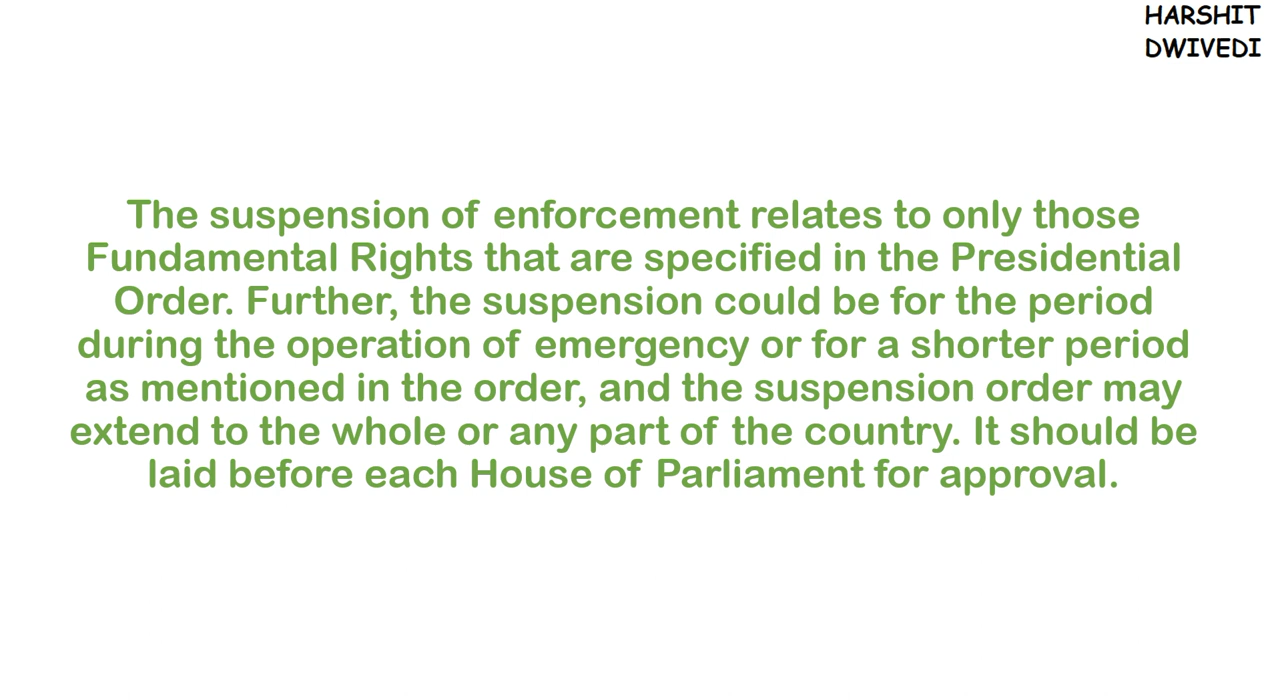 HARSHIT
DWIVEDI
The suspension of enforcement relates to only those
Fundamental Rights that are specified in the Presidential
Order. Further, the suspension could be for the period
during the operation of emergency or for a shorter period
as mentioned in the order, and the suspension order may
extend to the whole or any part of the country. It should be
laid before each House of Parliament for approval.